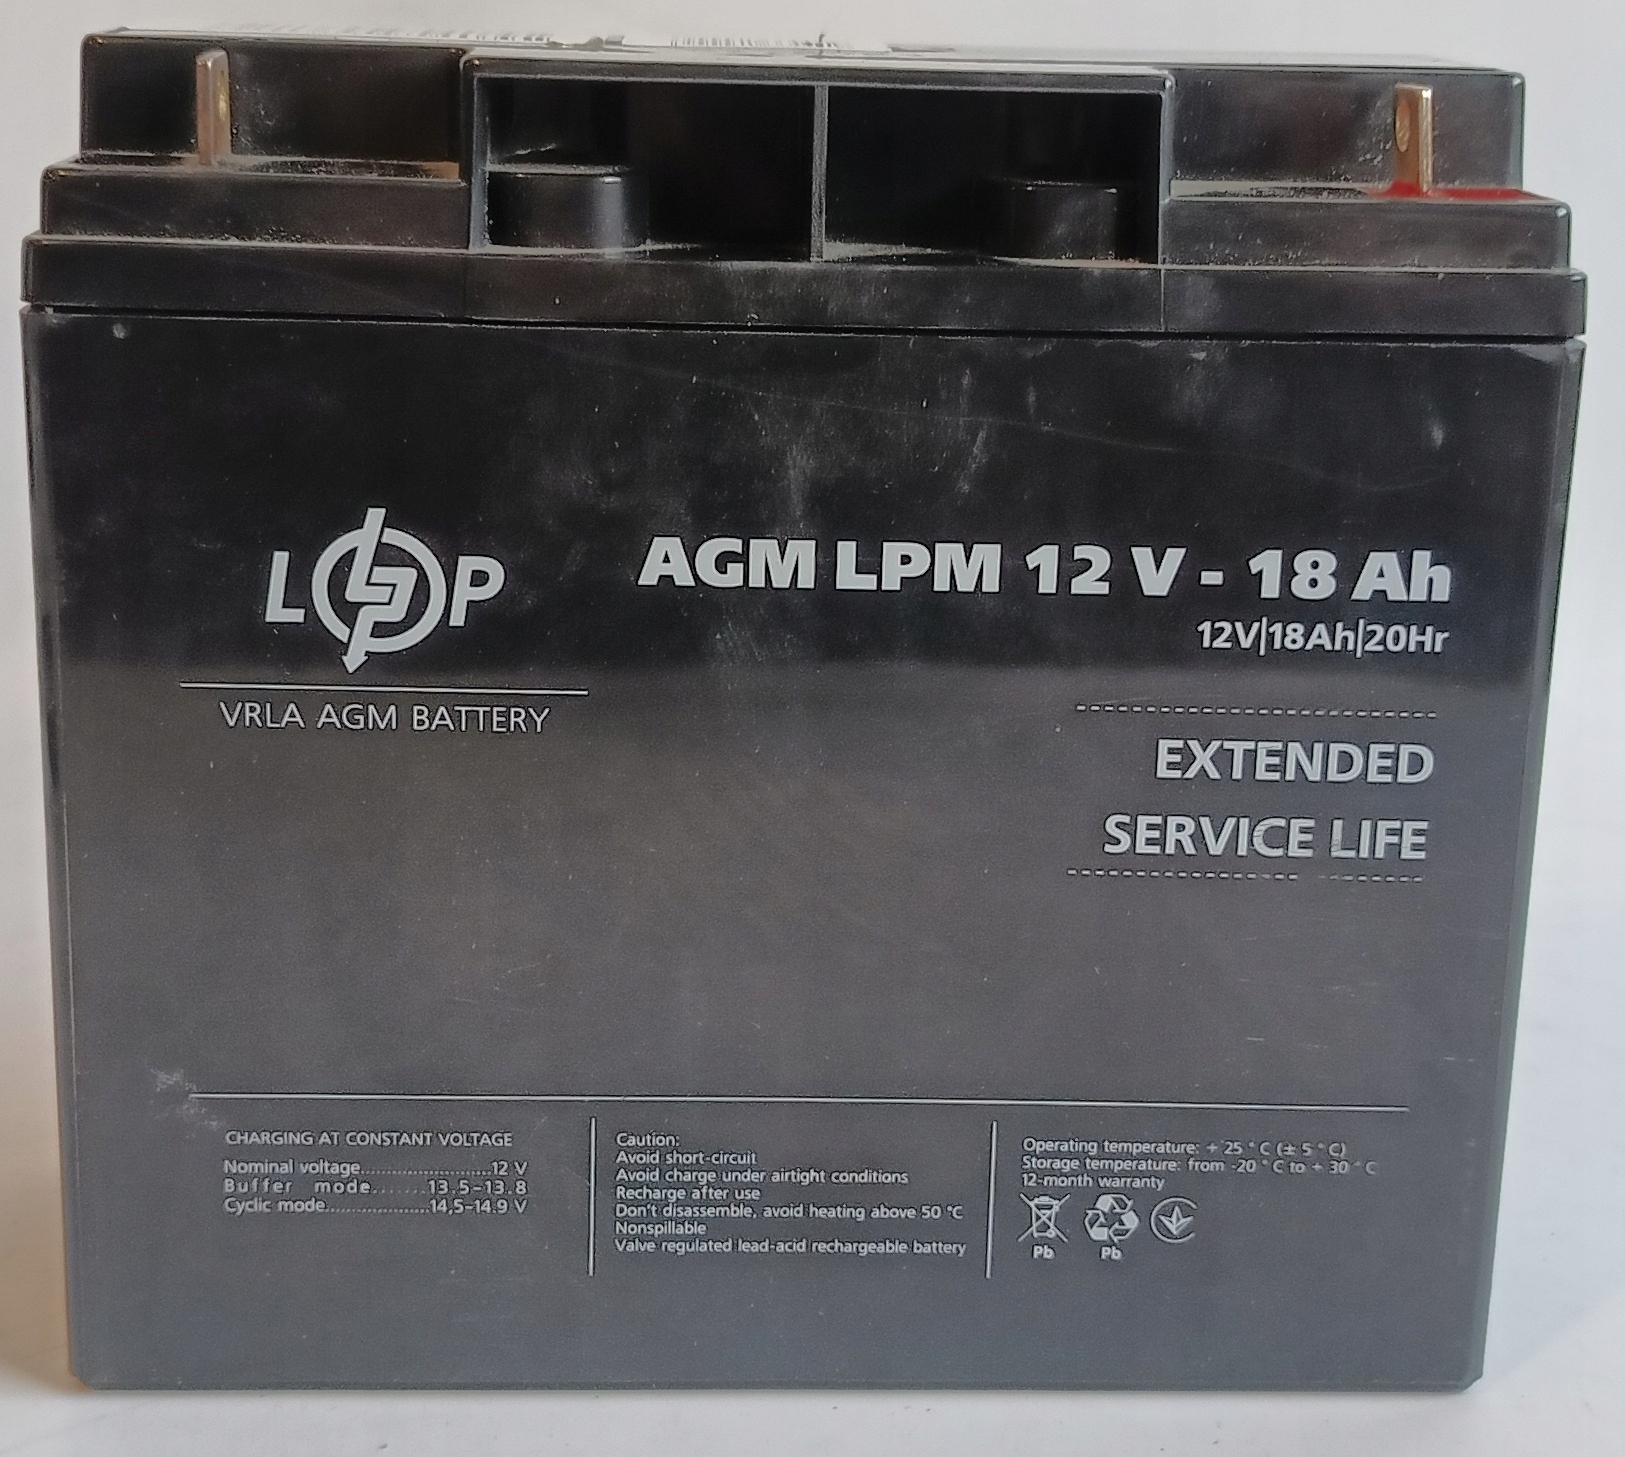 LP
VRLA AGM BATTERY
AGM LPM 12 V - 18 Ah
12V|18Ah|20Hr
EXTENDED
SERVICE LIFE
CHARGING AT CONSTANT VOLTAGE
Nominal voltage........................12 V
Buffer mode.......13.5-13.8
Cyclic mode...................14,5-14.9 V
Caution:
Avoid short-circuit
Avoid charge under airtight conditions
Recharge after use
Don't disassemble, avoid heating above 50 °C
Nonspillable
Valve regulated lead-acid rechargeable battery
Operating temperature: + 25 ° C (± 5 ° C)
Storage temperature: from -20 ° C to + 30 ° C
12-month warranty
Pb Pb